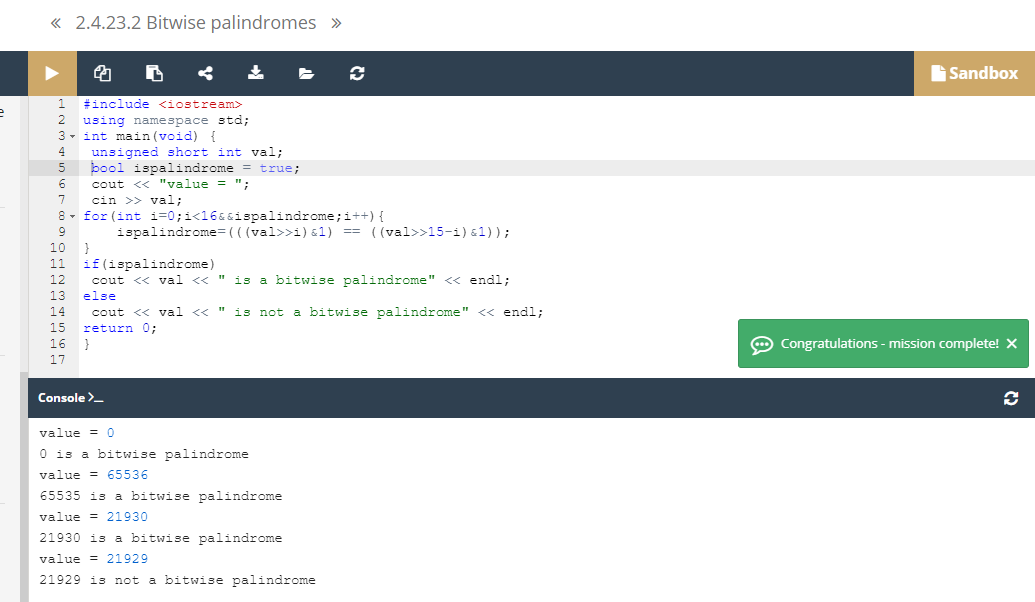 « 2.4.23.2 Bitwise palindromes »
Sandbox
e
1 #include <iostream>
2 using namespace std;
3 int main(void) {
4 unsigned short int val;
5 bool ispalindrome = true;
6 cout << "value = ";
7 cin >> val;
8 for(int i=0;i<16&&ispalindrome;i++){
9 ispalindrome=(((val>>i)&1) == ((val>>15-i)&1));
10 }
11 if(ispalindrome)
12 cout << val << " is a bitwise palindrome" << endl;
13 else
14 cout << val << " is not a bitwise palindrome" << endl;
15 return 0;
16 }
17
Congratulations - mission complete! ×
Console >_
value = 0
0 is a bitwise palindrome
value = 65536
65535 is a bitwise palindrome
value = 21930
21930 is a bitwise palindrome
value = 21929
21929 is not a bitwise palindrome